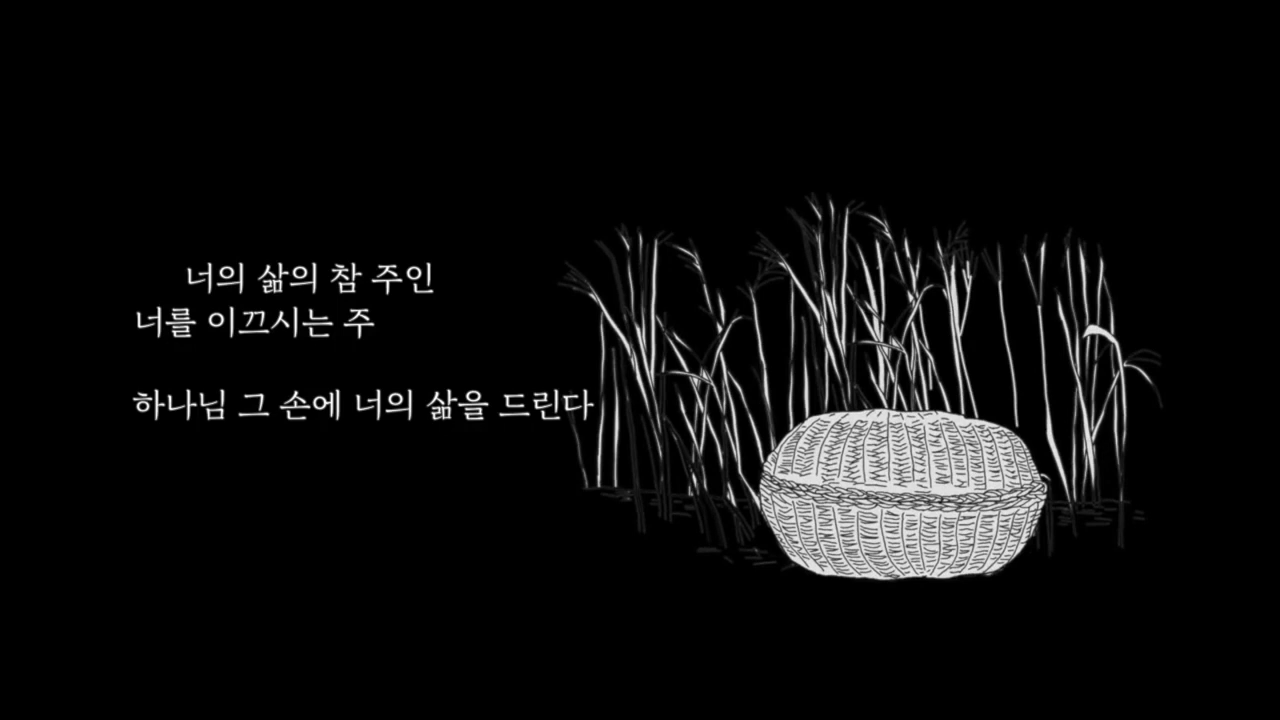 너의 삶의 참 주인
너를 이끄시는 주
하나님 그 손에 너의 삶을 드린다